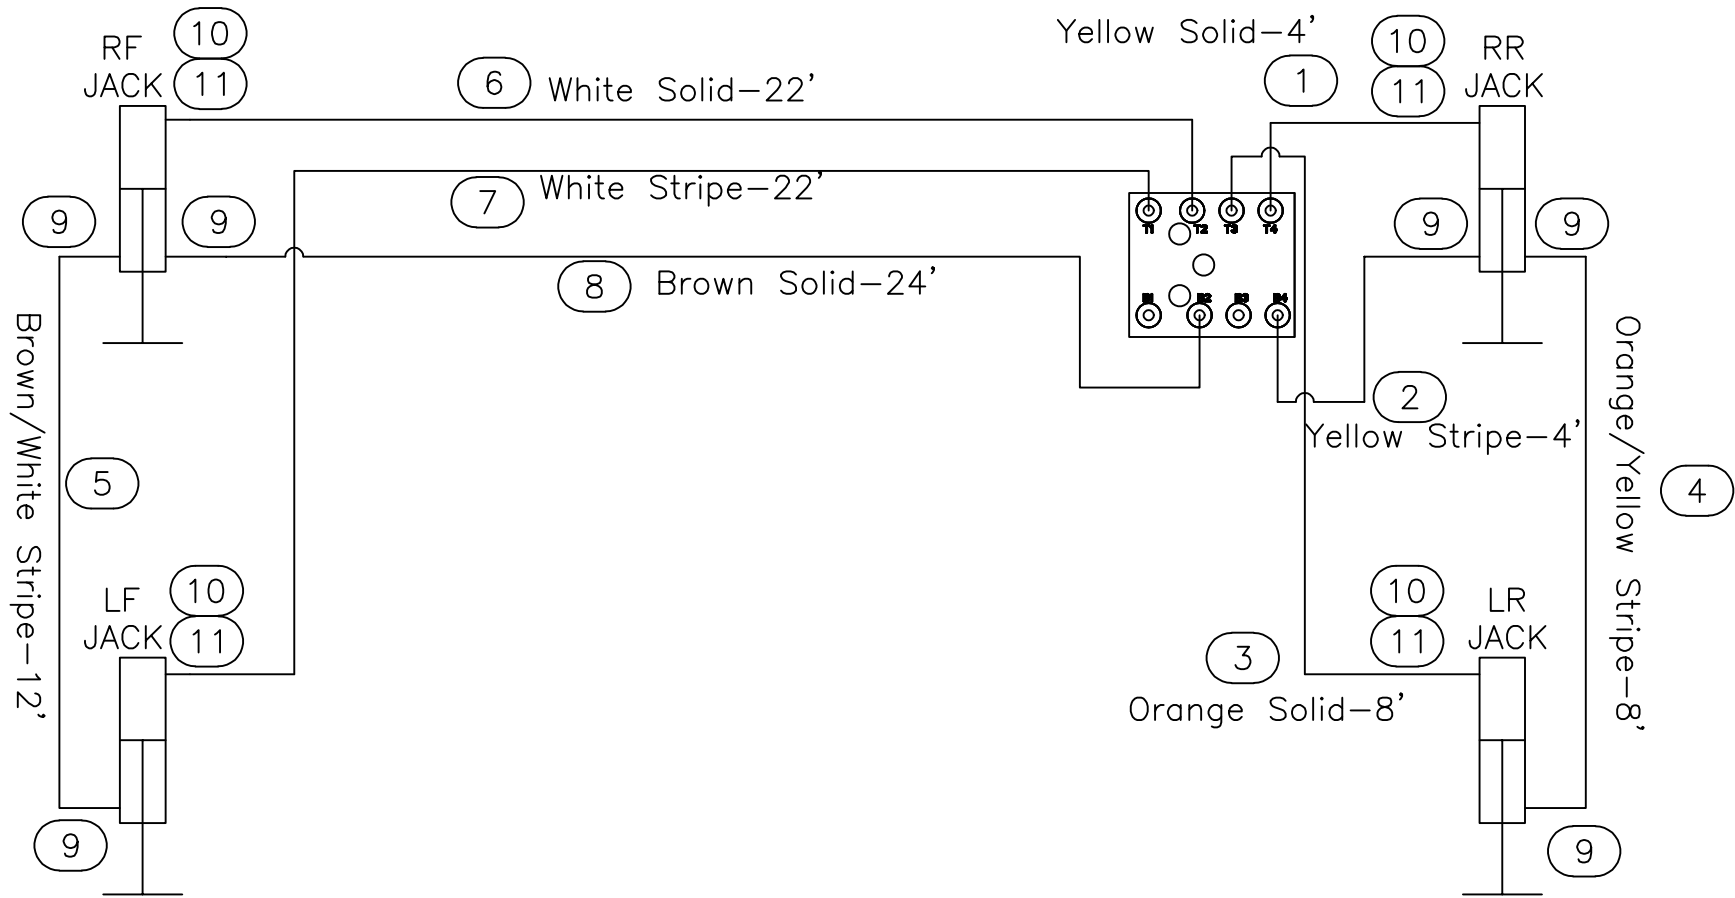 RF
JACK
10
11
6
White Solid-22'
Yellow Solid-4'
1
10
11
RR
JACK
7
White Stripe-22'
9
9
T1
T2
T3
T4
9
9
8
Brown Solid-24'
B1
B2
B3
B4
2
Yellow Stripe-4'
Brown/White Stripe-12'
5
Orange/Yellow Stripe-8'
4
LF
JACK
10
11
3
Orange Solid-8'
10
11
LR
JACK
9
9